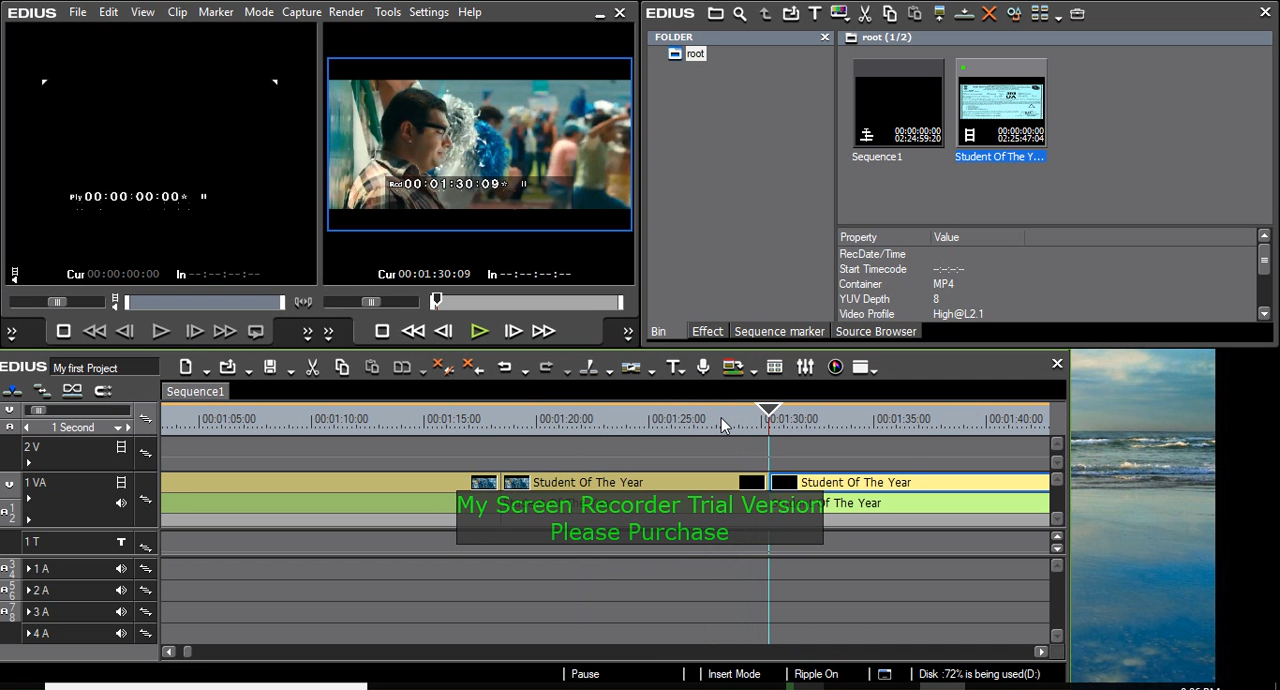 EDIUS File Edit View Clip Marker Mode Capture Render Tools Settings Help
Ply 00:00:00:00* II
Cur 00:00:00:00 In --:--:--:--
Rcd 00:01:30:09* II
Cur 00:01:30:09 In --:--:--:--
EDIUS
FOLDER
root
root (1/2)
00:00:00:00
02:24:59:20
Sequence1
00:00:00:00
02:25:47:04
Student Of The Y...
Property Value
RecDate/Time
Start Timecode --:--:--
Container MP4
YUV Depth 8
Video Profile High@L2.1
Bin Effect Sequence marker Source Browser
EDIUS My first Project
Sequence1
1 Second
00:01:05:00 00:01:10:00 00:01:15:00 00:01:20:00 00:01:25:00 00:01:30:00 00:01:35:00 00:01:40:00
2 V
1 VA Student Of The Year Student Of The Year
of The Year
My Screen Recorder Trial Version
Please Purchase
1 T
1 A
2 A
3 A
4 A
Pause Insert Mode Ripple On Disk :72% is being used(D:)